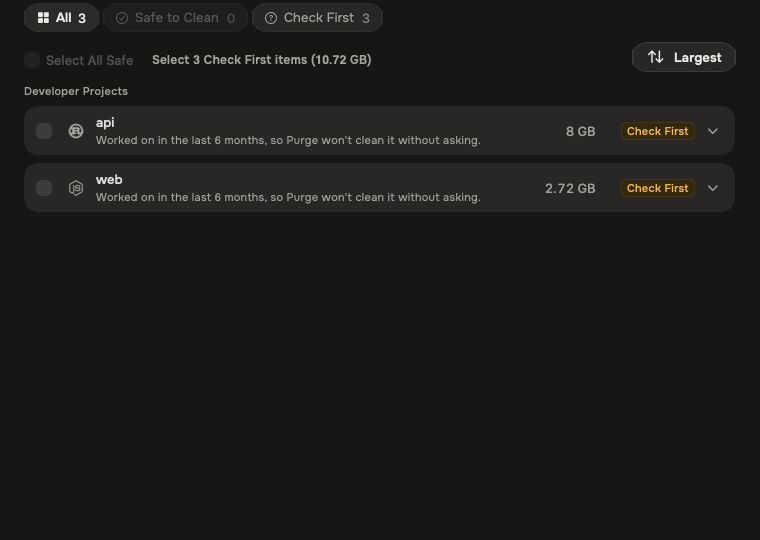 All 3 Safe to Clean 0 Check First 3
Select All Safe Select 3 Check First items (10.72 GB) Largest
Developer Projects
api
Worked on in the last 6 months, so Purge won't clean it without asking. 8 GB Check First
web
Worked on in the last 6 months, so Purge won't clean it without asking. 2.72 GB Check First